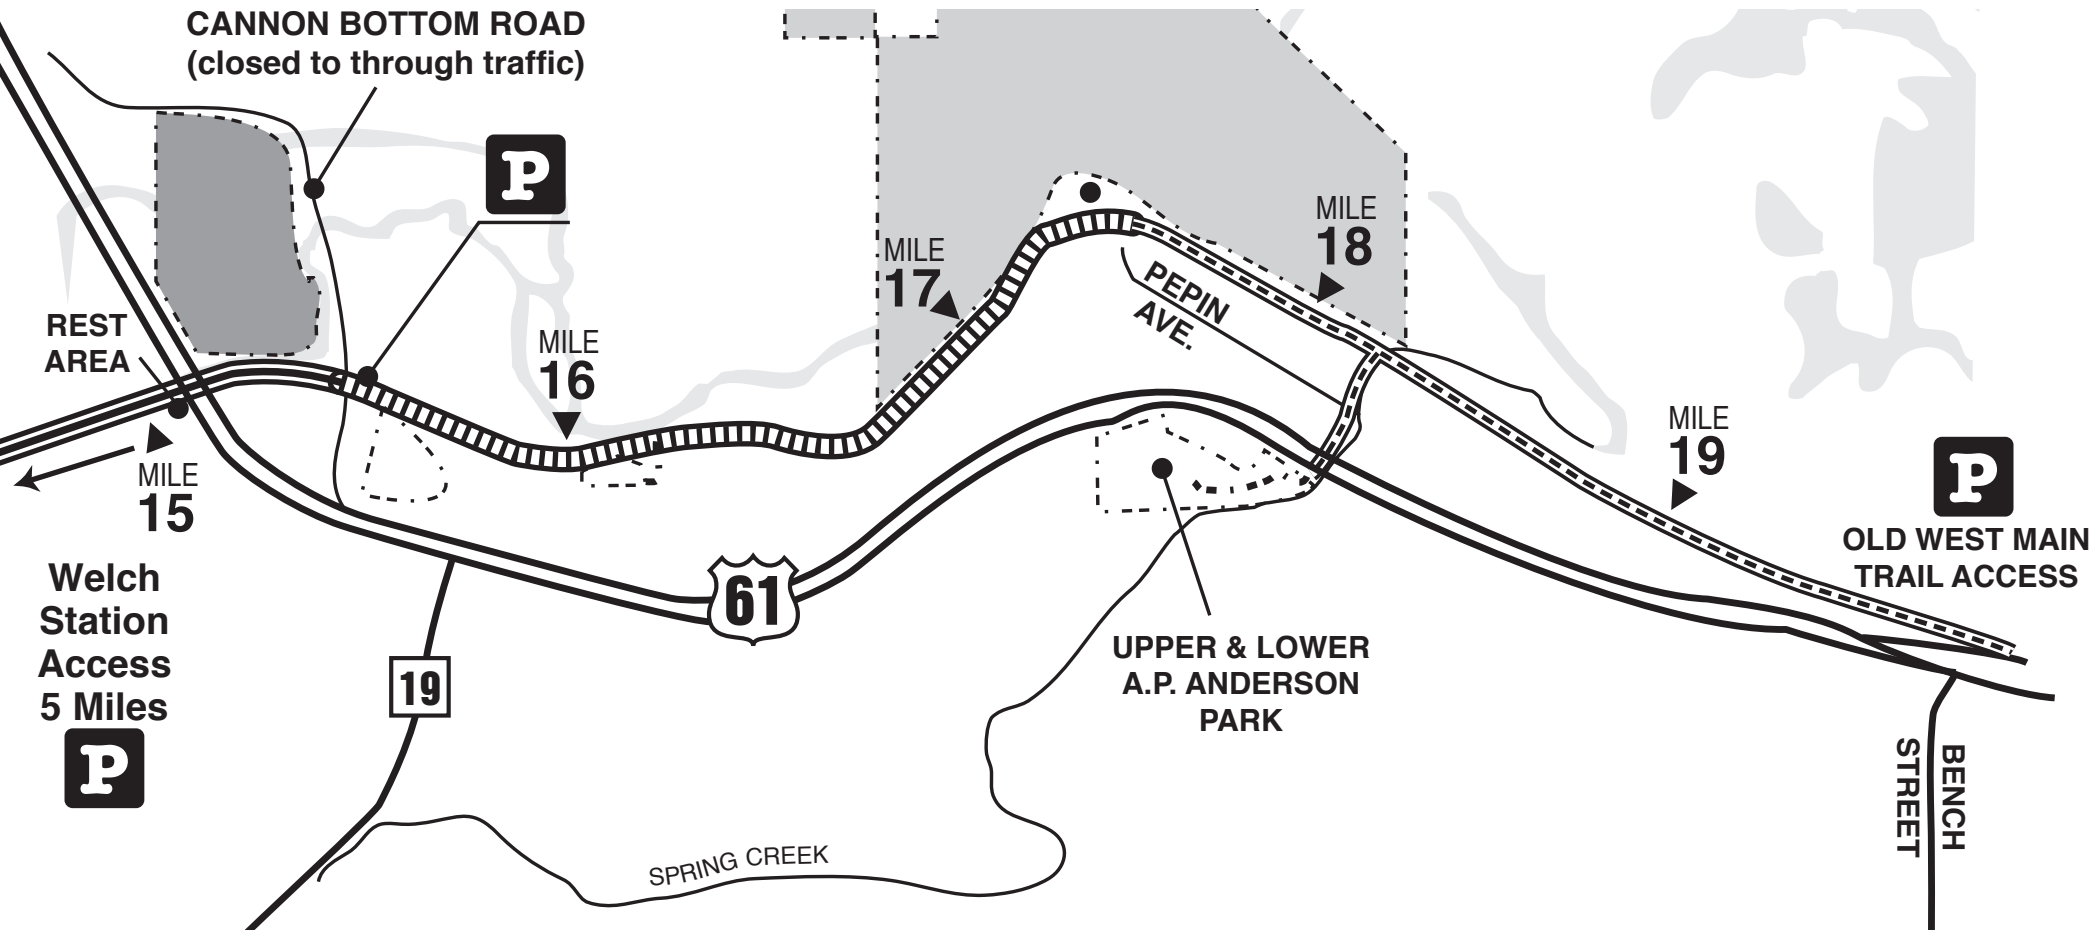 CANNON BOTTOM ROAD
(closed to through traffic)
P
MILE
18
MILE
17
PEPIN
AVE.
REST
AREA
MILE
16
MILE
19
P
MILE
15
OLD WEST MAIN
TRAIL ACCESS
Welch
Station
Access
5 Miles
P
61
19
UPPER & LOWER
A.P. ANDERSON
PARK
BENCH
STREET
SPRING CREEK